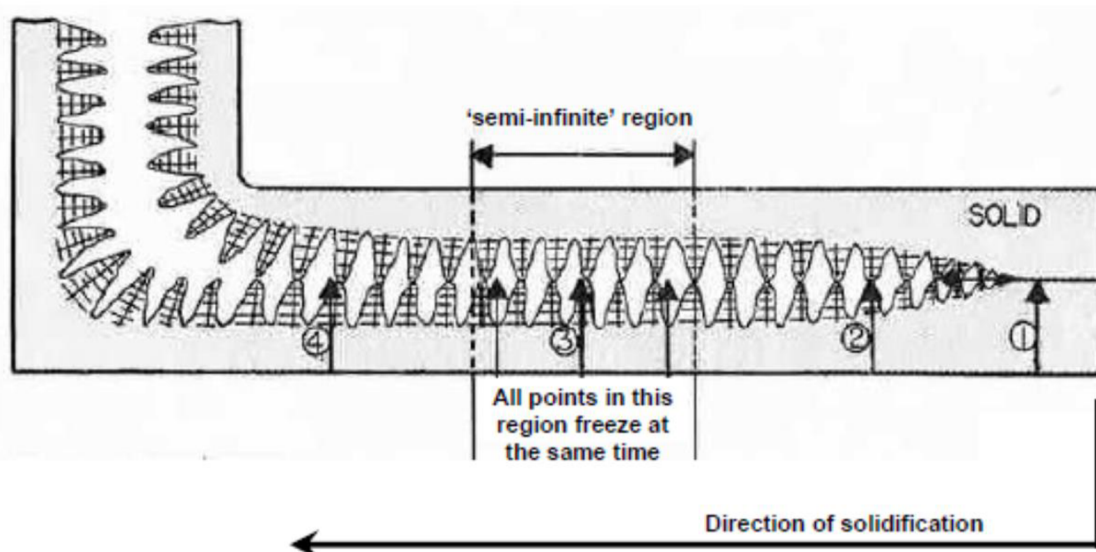 ‘semi-infinite’ region
SOLID
④
③
②
①
All points in this
region freeze at
the same time
Direction of solidification